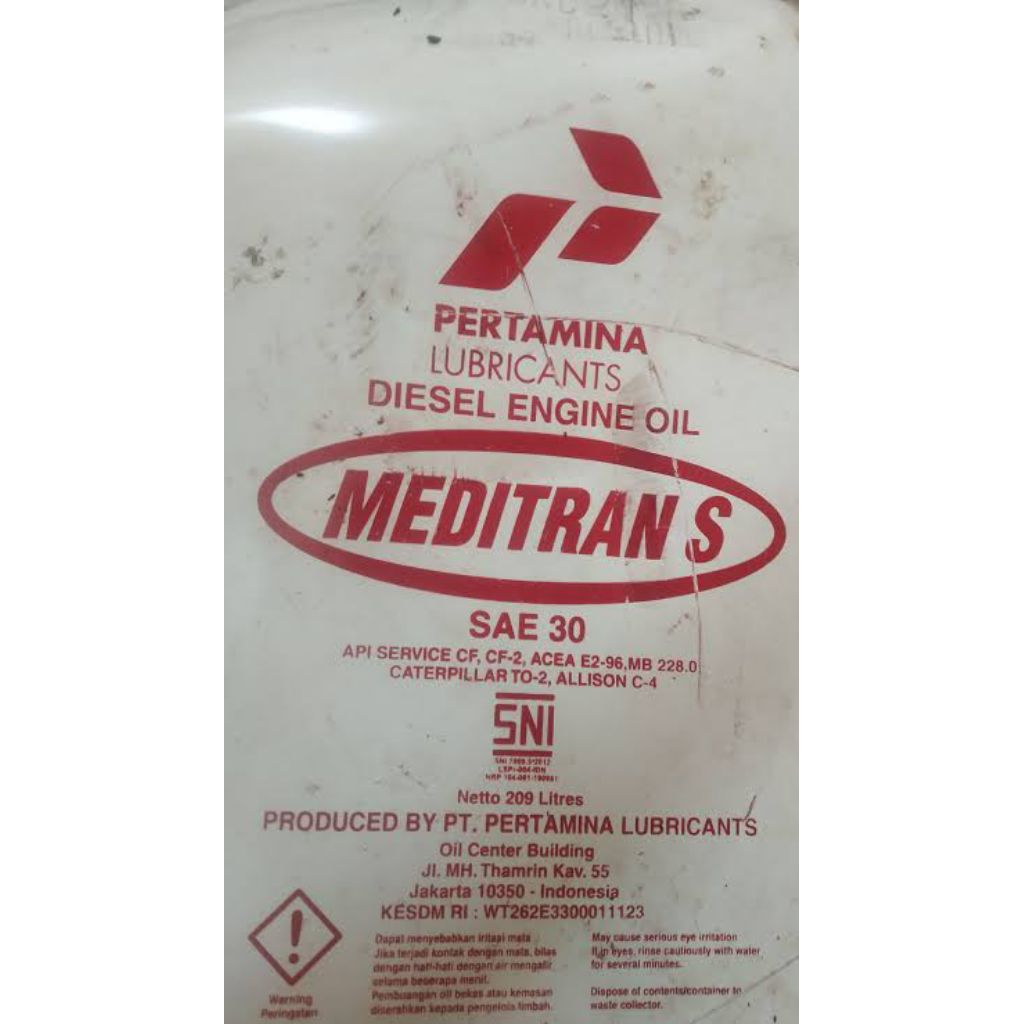 PERTAMINA
LUBRICANTS
DIESEL ENGINE OIL
MEDITRAN S
SAE 30
API SERVICE CF, CF-2, ACEA E2-96,MB 228.0
CATERPILLAR TO-2, ALLISON C-4
SNI
Netto 209 Litres
PRODUCED BY PT. PERTAMINA LUBRICANTS
Oil Center Building
Jl. MH. Thamrin Kav. 55
Jakarta 10350 - Indonesia
KESDM RI : WT262E3300011123
Warning
Peringatan
Dapat menyebabkan iritasi mata
Jika terjadi kontak dengan mata, bilas
dengan hati-hati dengan air mengalir
selama beberapa menit.
Pembuangan oli bekas atau kemasan
diserahkan kepada pengelola limbah.
May cause serious eye irritation
eyes, rinse cautiously with water
for several minutes.
Dispose of contents/container to
waste collector.